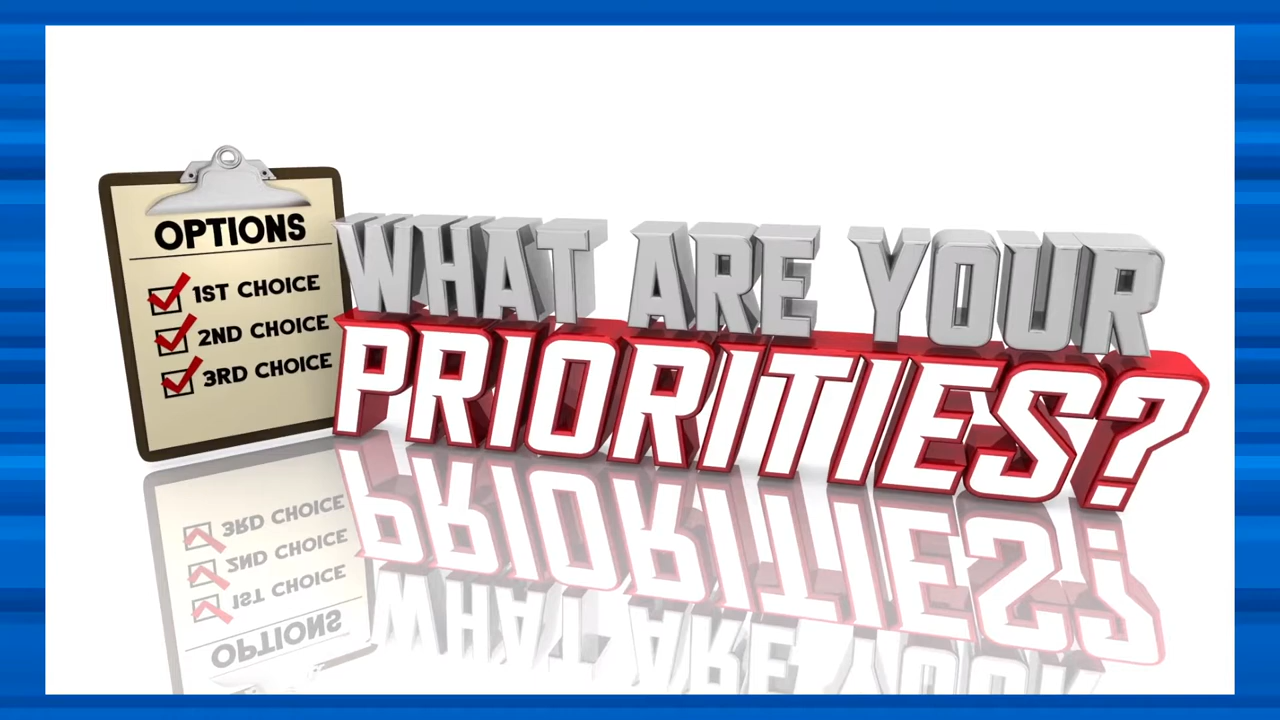 OPTIONS
1ST CHOICE
2ND CHOICE
3RD CHOICE
WHAT ARE YOUR
PRIORITIES?